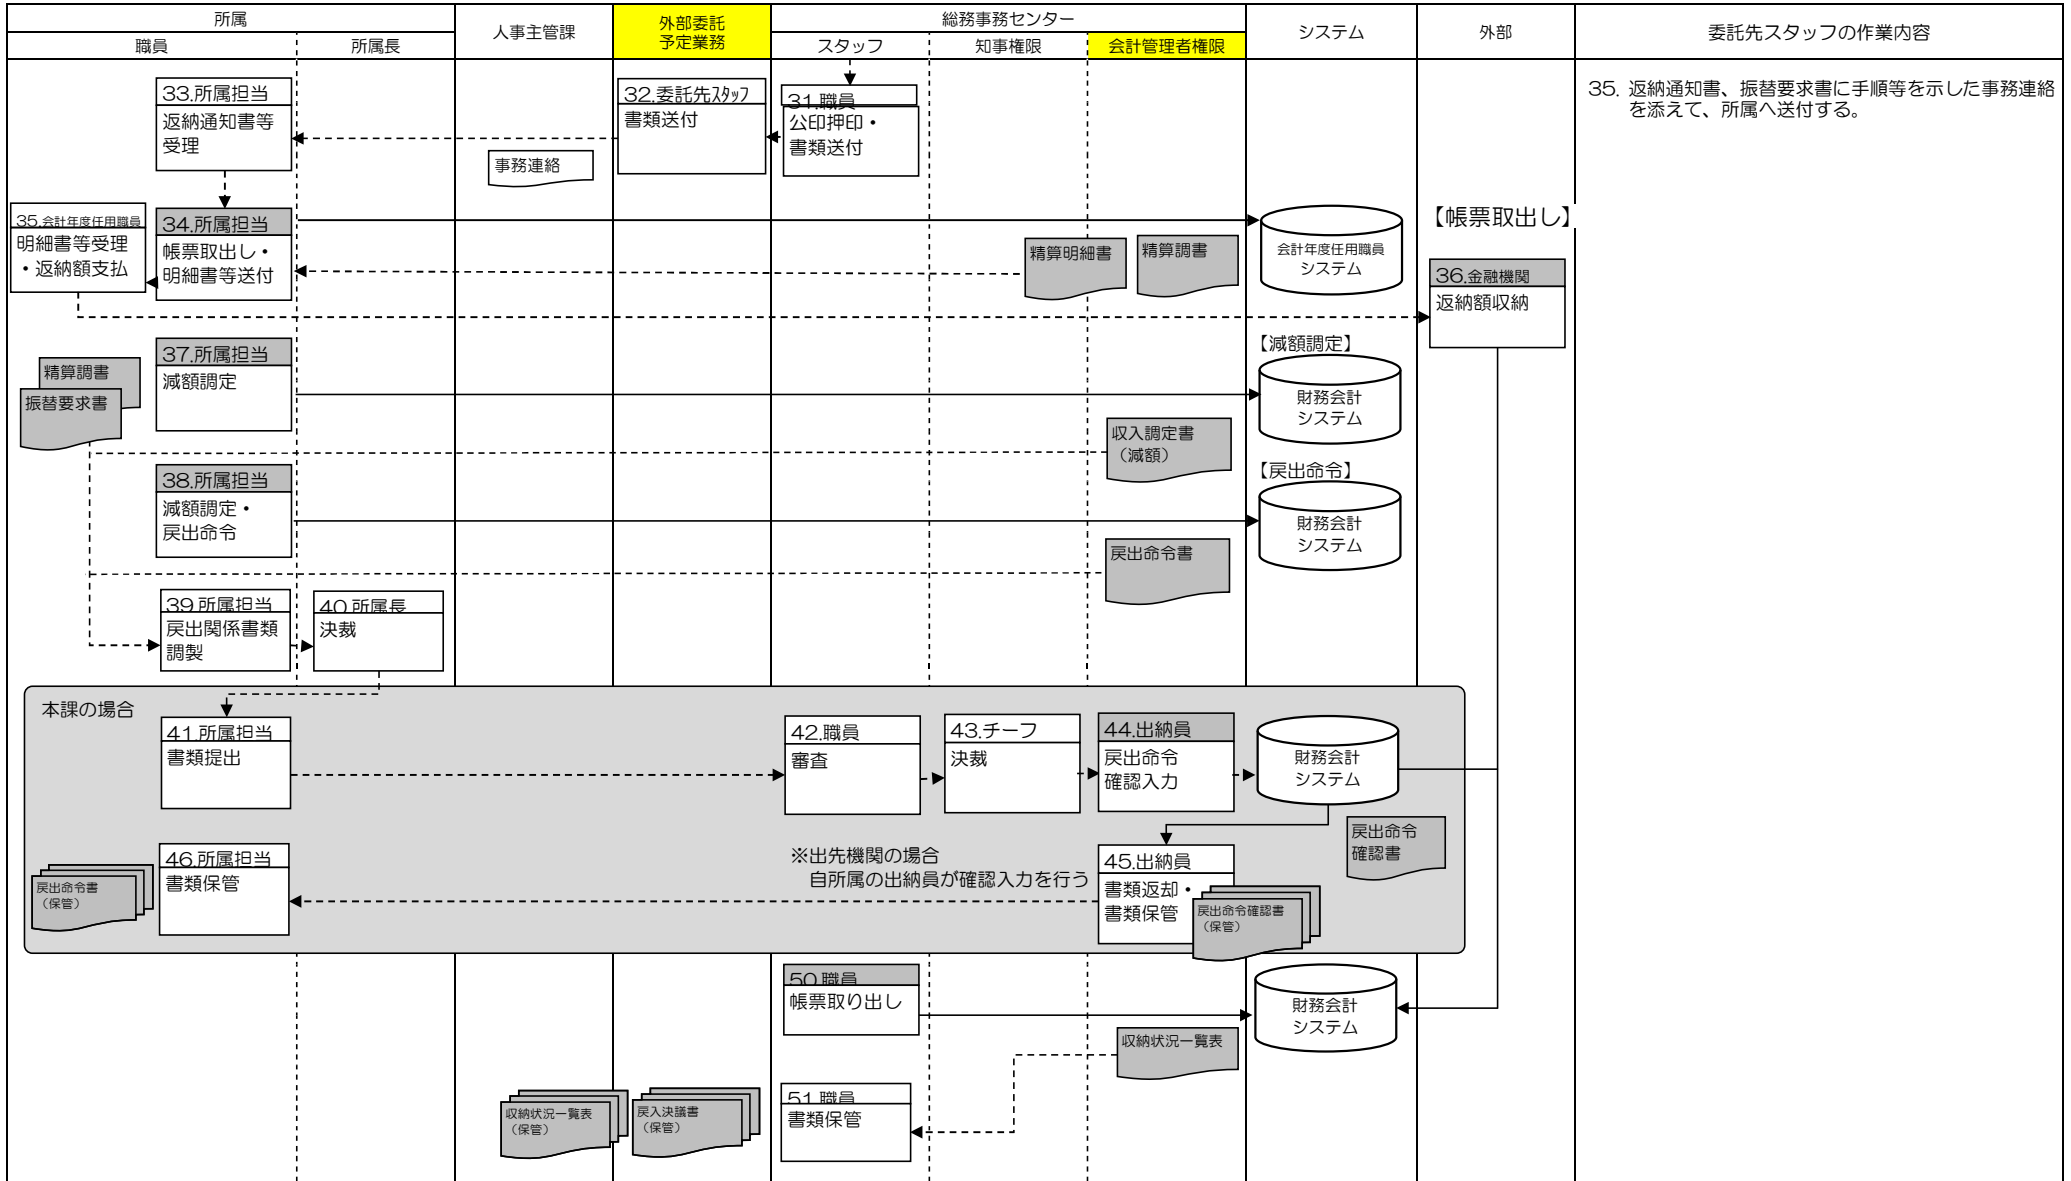 所属
人事主管課
外部委託
予定業務
総務事務センター
システム
外部
委託先スタッフの作業内容
職員
所属長
スタッフ
知事権限
会計管理者権限
33.所属担当
返納通知書等
受理
32.委託先スタッフ
書類送付
31.職員
公印押印・
書類送付
事務連絡
35. 返納通知書、振替要求書に手順等を示した事務連絡
を添えて、所属へ送付する。
35.会計年度任用職員
明細書等受理
・返納額支払
34.所属担当
帳票取出し・
明細書等送付
精算明細書
精算調書
会計年度任用職員
システム
【帳票取出し】
36.金融機関
返納額収納
37.所属担当
減額調定
精算調書
振替要求書
【減額調定】
財務会計
システム
収入調定書
（減額）
38.所属担当
減額調定・
戻出命令
【戻出命令】
財務会計
システム
戻出命令書
39.所属担当
戻出関係書類
調製
40.所属長
決裁
本課の場合
41.所属担当
書類提出
42.職員
審査
43.チーフ
決裁
44.出納員
戻出命令
確認入力
財務会計
システム
戻出命令
確認書
46.所属担当
書類保管
戻出命令書
（保管）
※出先機関の場合
自所属の出納員が確認入力を行う
45.出納員
書類返却・
書類保管
戻出命令確認書
（保管）
50.職員
帳票取り出し
財務会計
システム
収納状況一覧表
51.職員
書類保管
収納状況一覧表
（保管）
戻入決議書
（保管）